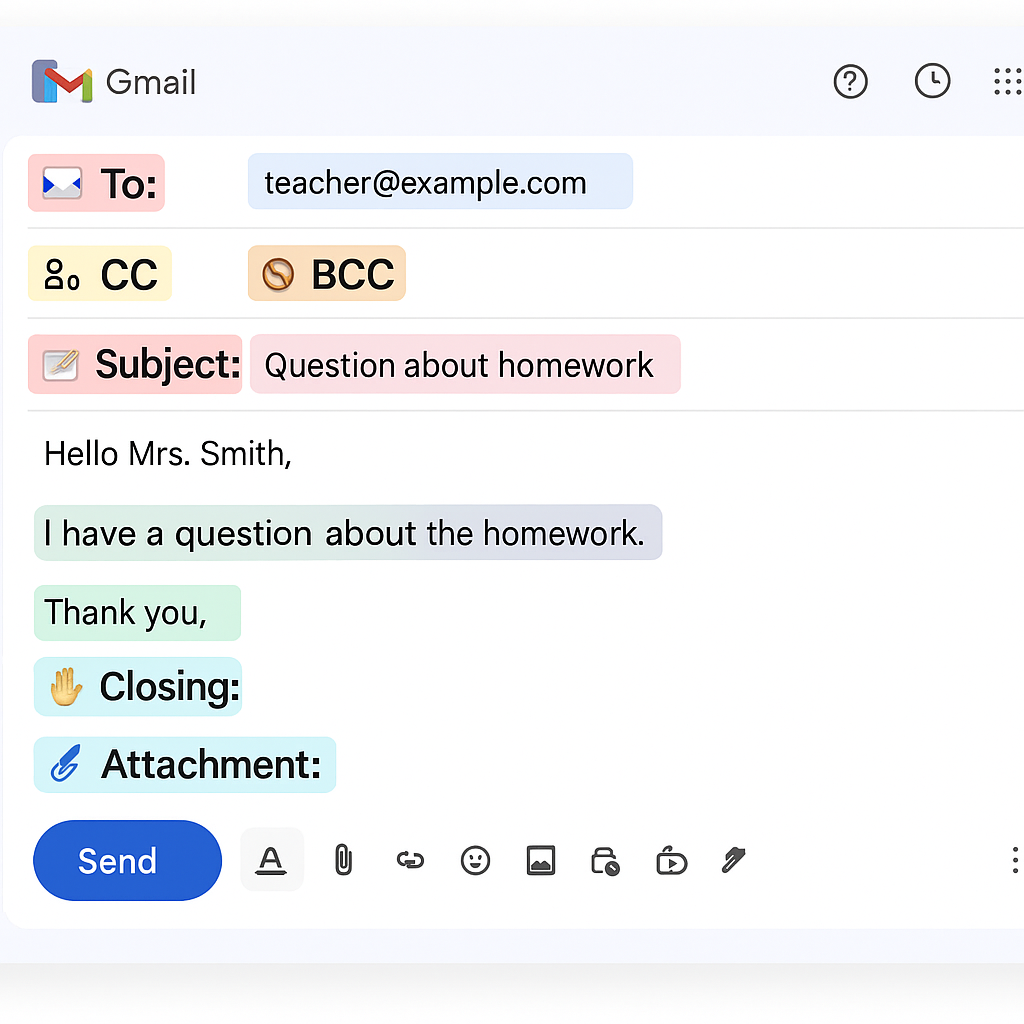 Gmail
To: teacher@example.com
CC BCC
Subject: Question about homework
Hello Mrs. Smith,
I have a question about the homework.
Thank you,
Closing:
Attachment:
Send